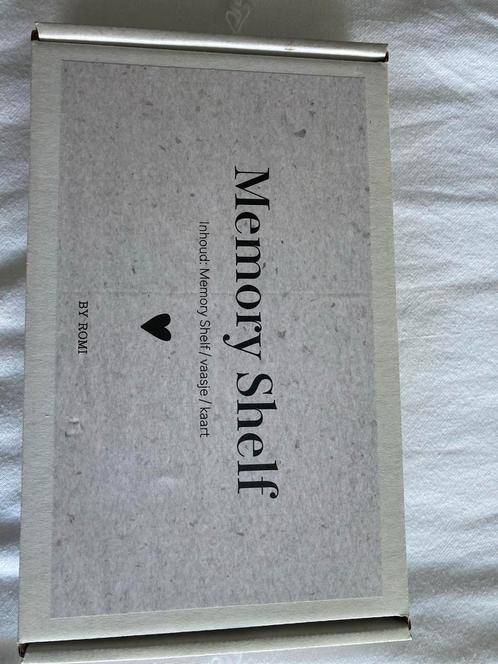 Memory Shelf
Inhoud: Memory Shelf / vaasje / kaart
BY ROMI